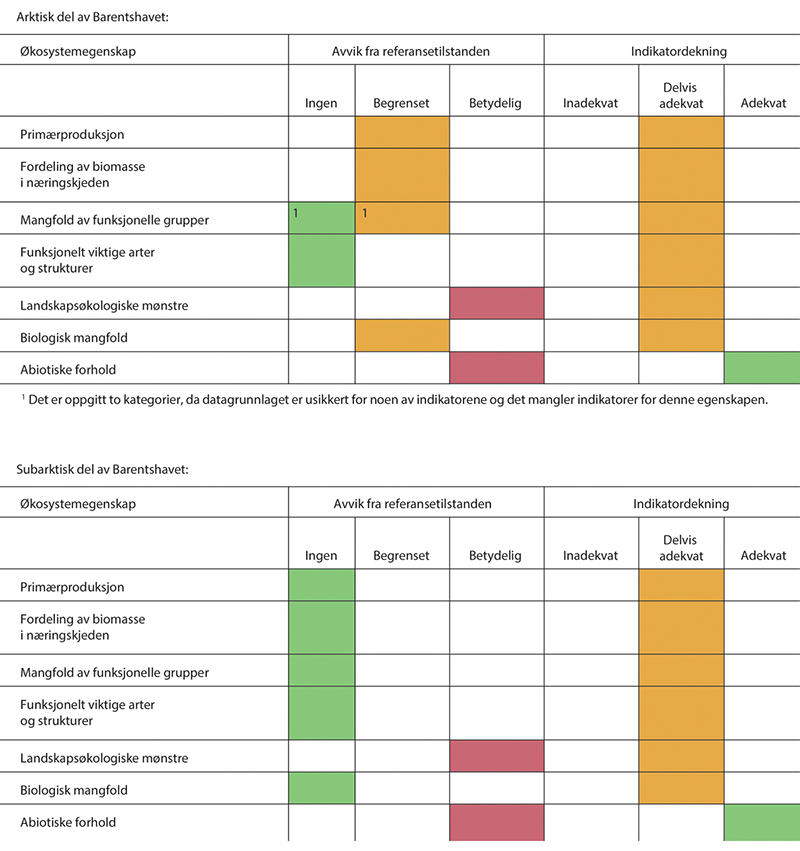 Arktisk del av Barentshavet:
Økosystemegenskap Avvik fra referansetilstanden Indikatordekning
Ingen Begrenset Betydelig Inadekvat Delvis adekvat Adekvat
Primærproduksjon
Fordeling av biomasse
i næringskjeden
Mangfold av funksjonelle grupper 1 1
Funksjonelt viktige arter
og strukturer
Landskapsøkologiske mønstre
Biologisk mangfold
Abiotiske forhold
1 Det er oppgitt to kategorier, da datagrunnlaget er usikkert for noen av indikatorene og det mangler indikatorer for denne egenskapen.
Subarktisk del av Barentshavet:
Økosystemegenskap Avvik fra referansetilstanden Indikatordekning
Ingen Begrenset Betydelig Inadekvat Delvis adekvat Adekvat
Primærproduksjon
Fordeling av biomasse
i næringskjeden
Mangfold av funksjonelle grupper
Funksjonelt viktige arter
og strukturer
Landskapsøkologiske mønstre
Biologisk mangfold
Abiotiske forhold